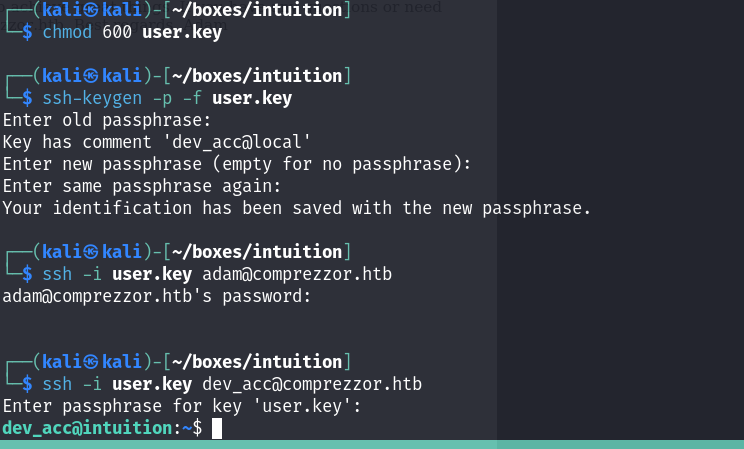 ons or need
┌──(kali㉿kali)-[~/boxes/intuition]
└─$ chmod 600 user.key
┌──(kali㉿kali)-[~/boxes/intuition]
└─$ ssh-keygen -p -f user.key
Enter old passphrase:
Key has comment 'dev_acc@local'
Enter new passphrase (empty for no passphrase):
Enter same passphrase again:
Your identification has been saved with the new passphrase.
┌──(kali㉿kali)-[~/boxes/intuition]
└─$ ssh -i user.key adam@comprezzor.htb
adam@comprezzor.htb's password:
┌──(kali㉿kali)-[~/boxes/intuition]
└─$ ssh -i user.key dev_acc@comprezzor.htb
Enter passphrase for key 'user.key':
dev_acc@intuition:~$